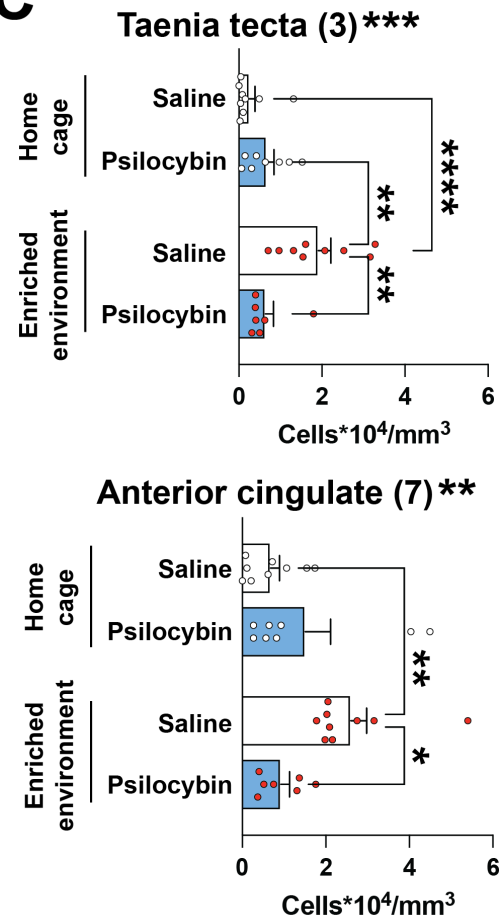 C
Taenia tecta (3)***
Home
cage
Saline
Psilocybin
Enriched
environment
Saline
Psilocybin
****
**
**
0 2 4 6
Cells*10⁴/mm³
Anterior cingulate (7)**
Home
cage
Saline
Psilocybin
Enriched
environment
Saline
Psilocybin
**
*
0 2 4 6
Cells*10⁴/mm³